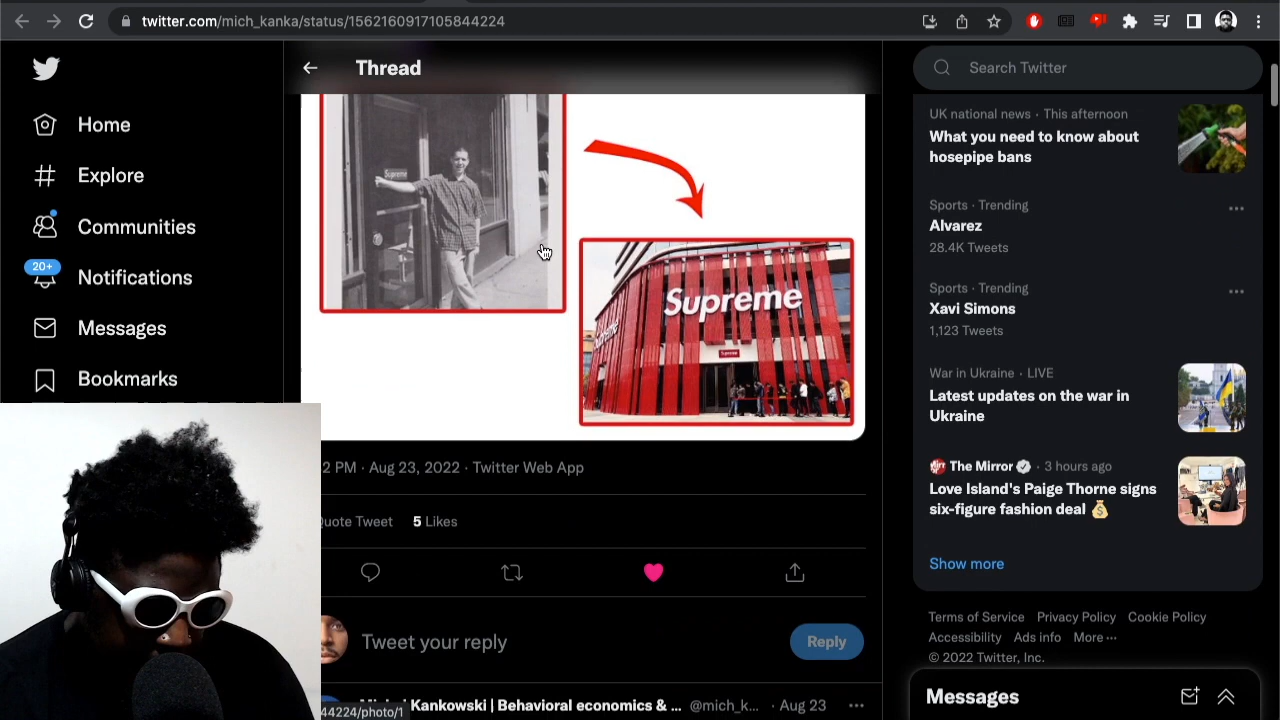 twitter.com/mich_kanka/status/1562160917105844224
Thread
Search Twitter
Home
Explore
Communities
20+
Notifications
Messages
Bookmarks
Supreme
Supreme
Supreme
2 PM · Aug 23, 2022 · Twitter Web App
uote Tweet 5 Likes
Tweet your reply
Reply
Kankowski | Behavioral economics & ... @mich_k... · Aug 23
44224/photo/1
UK national news · This afternoon
What you need to know about
hosepipe bans
Sports · Trending
Alvarez
28.4K Tweets
Sports · Trending
Xavi Simons
1,123 Tweets
War in Ukraine · LIVE
Latest updates on the war in
Ukraine
The Mirror · 3 hours ago
Love Island's Paige Thorne signs
six-figure fashion deal 💰
Show more
Terms of Service Privacy Policy Cookie Policy
Accessibility Ads info More ···
© 2022 Twitter, Inc.
Messages